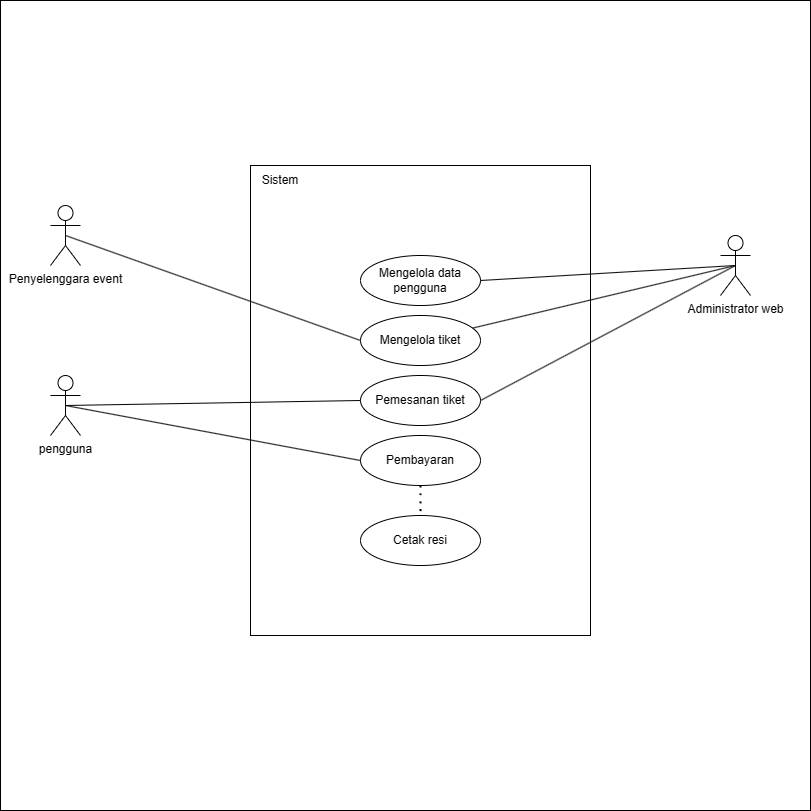 Sistem
Penyelenggara event
Mengelola data
pengguna
Administrator web
Mengelola tiket
Pemesanan tiket
pengguna
Pembayaran
Cetak resi